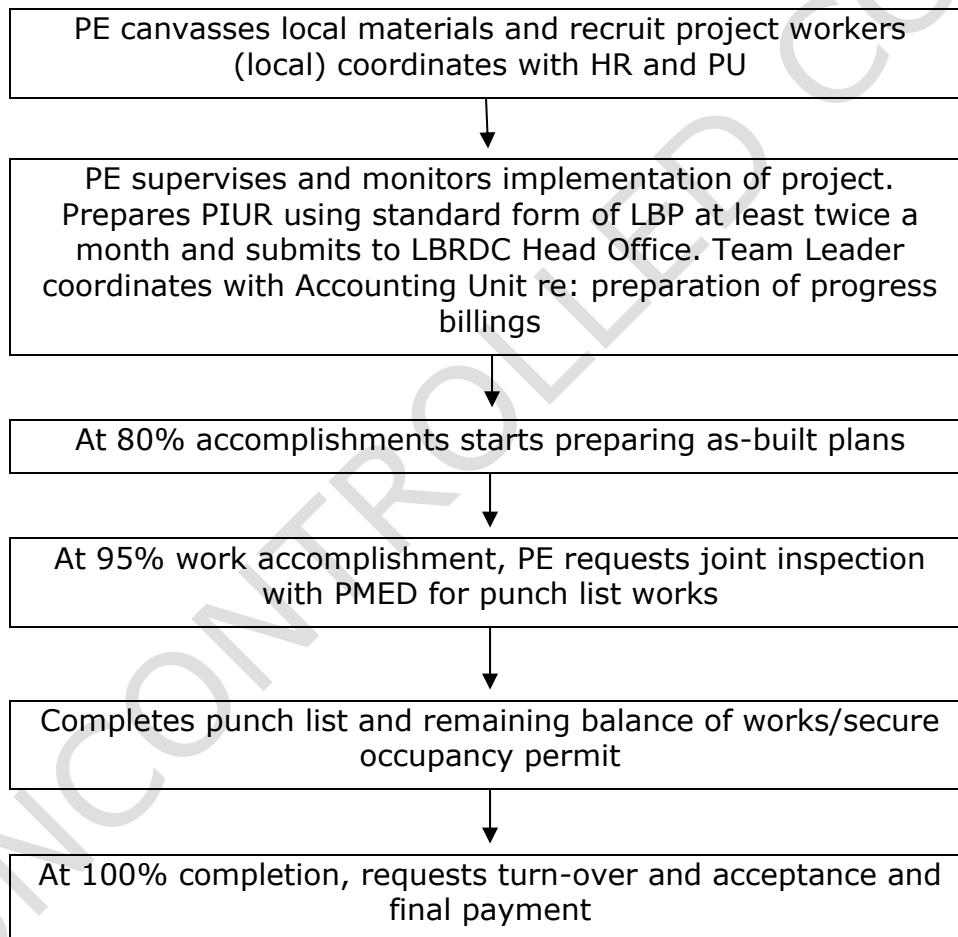 PE canvasses local materials and recruit project workers
(local) coordinates with HR and PU
PE supervises and monitors implementation of project.
Prepares PIUR using standard form of LBP at least twice a
month and submits to LBRDC Head Office. Team Leader
coordinates with Accounting Unit re: preparation of progress
billings
At 80% accomplishments starts preparing as-built plans
At 95% work accomplishment, PE requests joint inspection
with PMED for punch list works
Completes punch list and remaining balance of works/secure
occupancy permit
At 100% completion, requests turn-over and acceptance and
final payment
UNCONTROLLED CO